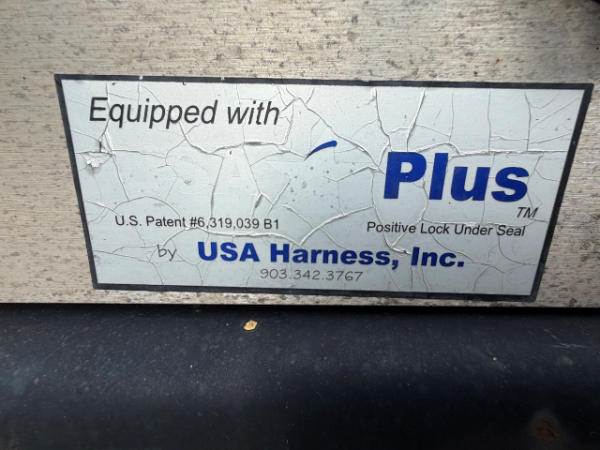 Equipped with
Plus
TM
U.S. Patent #6,319,039 B1
Positive Lock Under Seal
by USA Harness, Inc.
903.342.3767